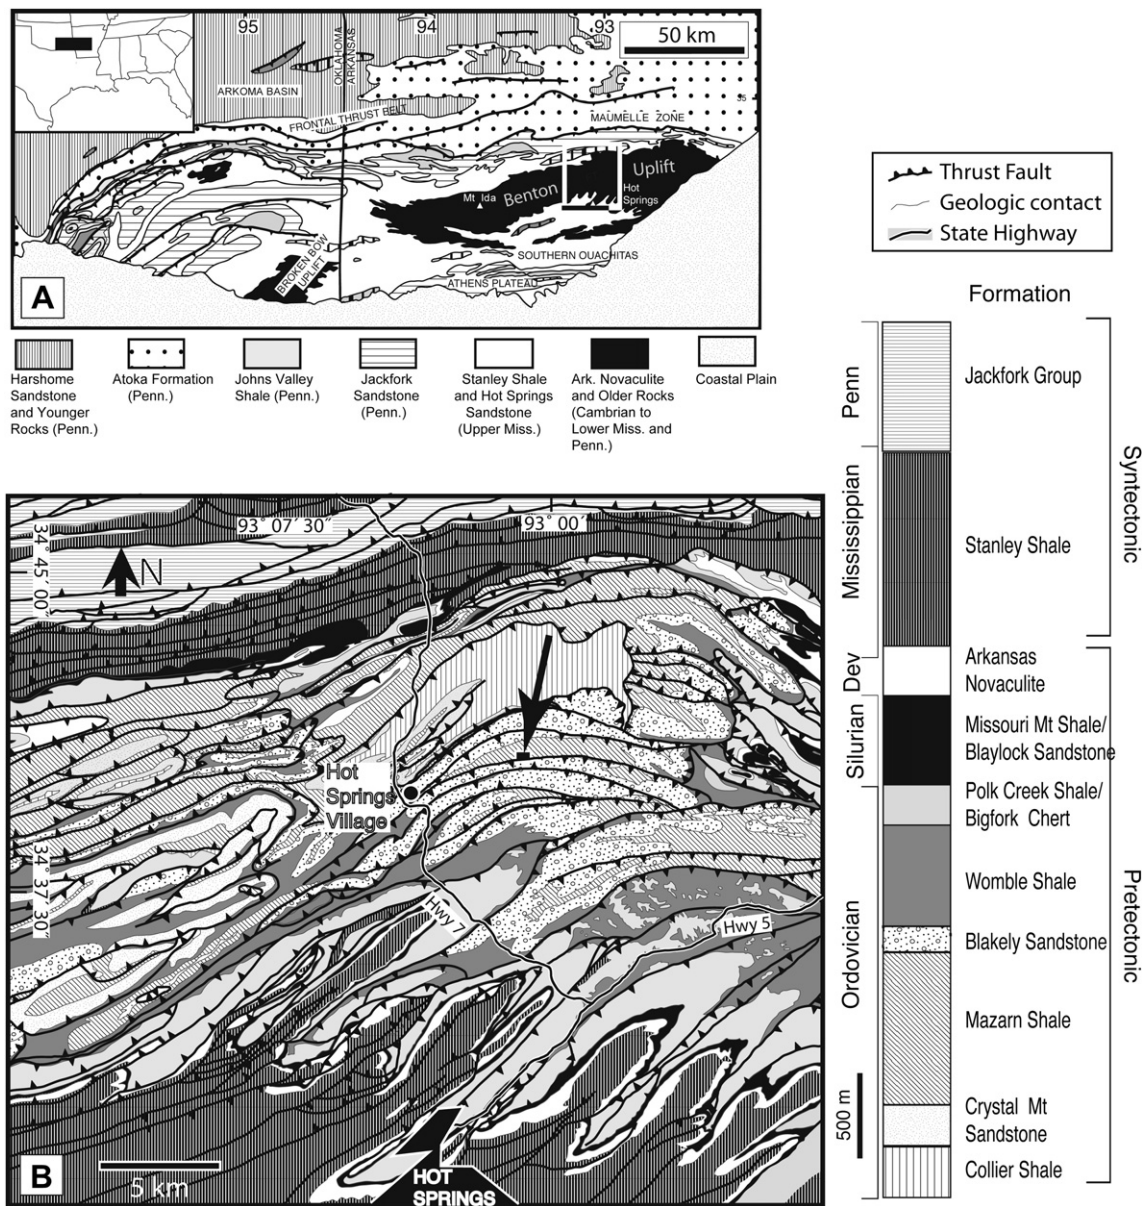 95
94
93
50 km
OKLAHOMA
ARKANSAS
ARKOMA BASIN
35
FRONTAL THRUST BELT
MAUMELLE ZONE
Benton Uplift
Mt Ida
Hot
Springs
BROKEN BOW
UPLIFT
SOUTHERN OUACHITAS
ATHENS PLATEAU
A
Harshome
Sandstone
and Younger
Rocks (Penn.)
Atoka Formation
(Penn.)
Johns Valley
Shale (Penn.)
Jackfork
Sandstone
(Penn.)
Stanley Shale
and Hot Springs
Sandstone
(Upper Miss.)
Ark. Novaculite
and Older Rocks
(Cambrian to
Lower Miss. and
Penn.)
Coastal Plain
Thrust Fault
Geologic contact
State Highway
Formation
Penn
Mississippian
Dev
Silurian
Ordovician
Jackfork Group
Stanley Shale
Arkansas
Novaculite
Missouri Mt Shale/
Blaylock Sandstone
Polk Creek Shale/
Bigfork Chert
Womble Shale
Blakely Sandstone
Mazarn Shale
Crystal Mt
Sandstone
Collier Shale
Syntectonic
Pretectonic
500 m
93° 07´ 30˝
93° 00´
34° 45´ 00˝
N
Hot
Springs
Village
34° 37´ 30˝
Hwy 7
Hwy 5
B
5 km
HOT
SPRINGS